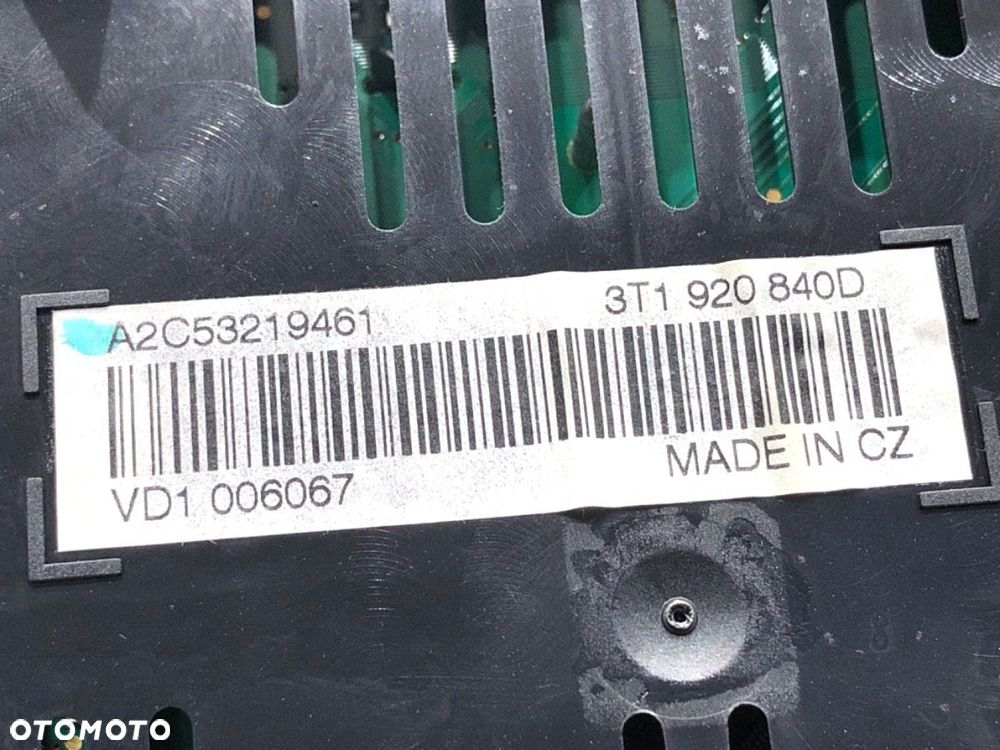 A2C53219461 3T1 920 840D
VD1 006067 MADE IN CZ
OTOMOTO